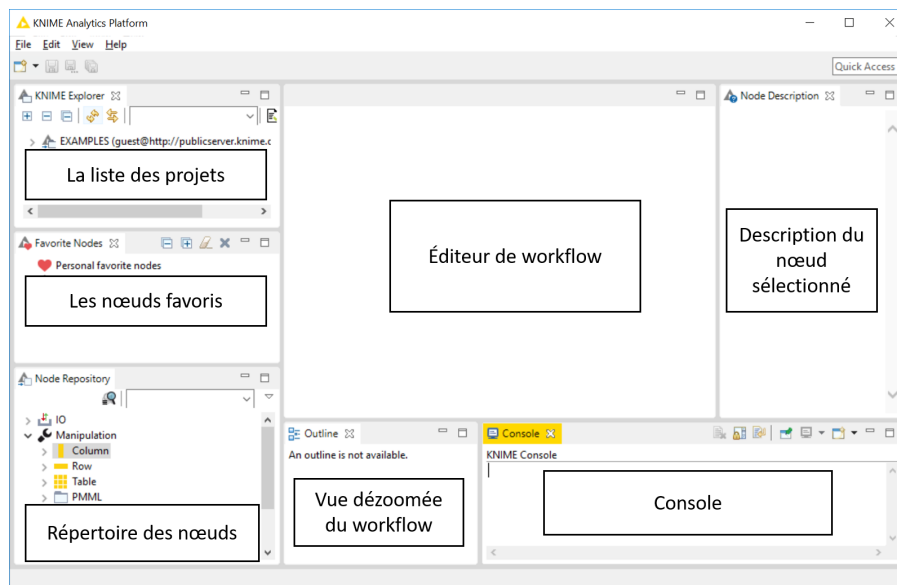 KNIME Analytics Platform
File Edit View Help
Quick Access
KNIME Explorer
EXAMPLES (guest@http://publicserver.knime.c
La liste des projets
Favorite Nodes
Personal favorite nodes
Les nœuds favoris
Node Repository
IO
Manipulation
Column
Row
Table
PMML
Répertoire des nœuds
Éditeur de workflow
Node Description
Description du
nœud
sélectionné
Outline
An outline is not available.
Vue dézoomée
du workflow
Console
KNIME Console
Console